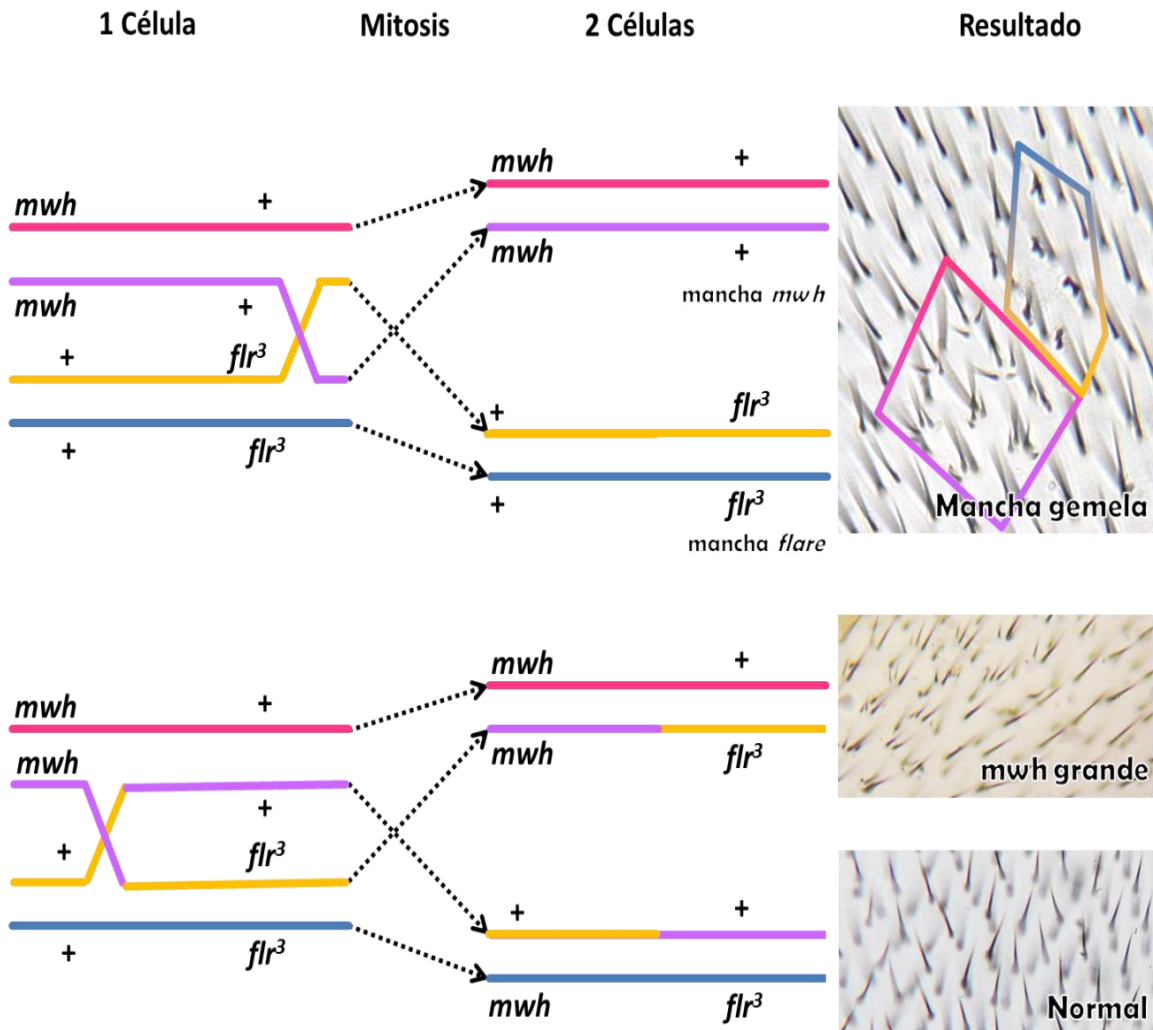 1 Célula Mitosis 2 Células Resultado
mwh +
mwh +
mwh +
mwh +
mancha mwh
+ flr³
+ flr³
+ flr³
+ flr³
mancha flare
Mancha gemela
mwh +
mwh +
mwh
mwh flr³
mwh grande
+
+ flr³
+ +
+ flr³
mwh flr³
Normal